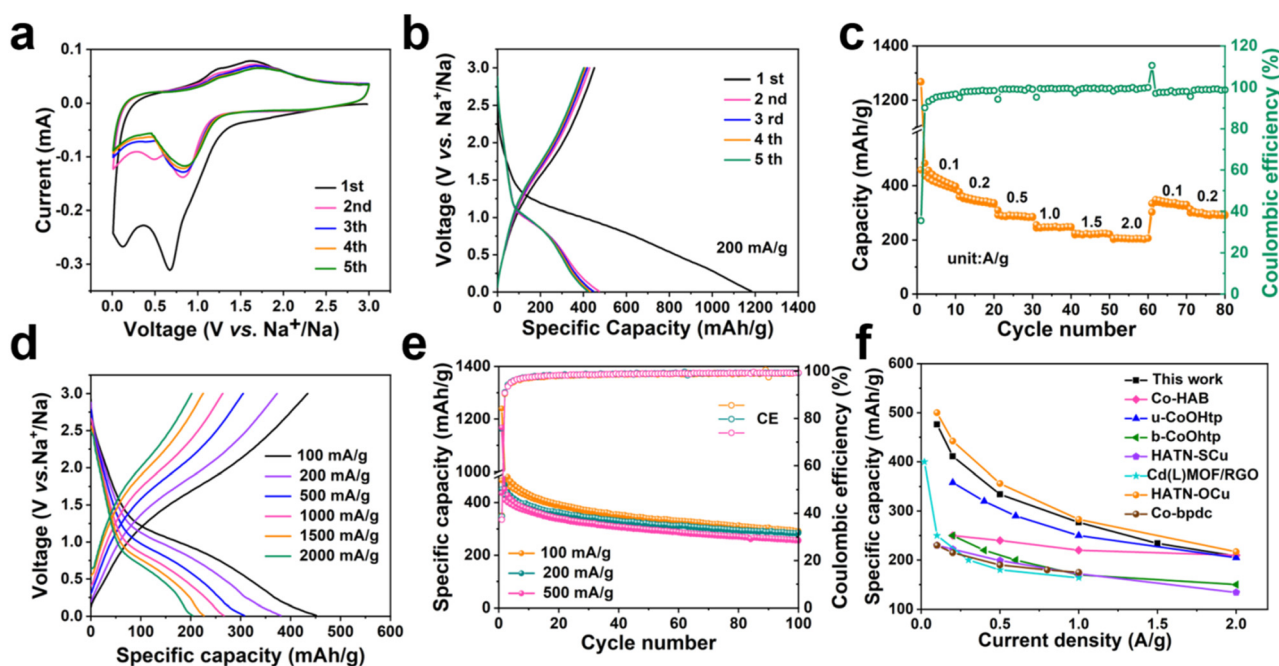 a
0.1
0.0
-0.1
-0.2
-0.3
Current (mA)
1st
2nd
3th
4th
5th
0.0 0.5 1.0 1.5 2.0 2.5 3.0
Voltage (V vs. Na+/Na)
b
3.0
2.5
2.0
1.5
1.0
0.5
0.0
Voltage (V vs. Na+/Na)
1 st
2 nd
3 rd
4 th
5 th
200 mA/g
0 200 400 600 800 1000 1200 1400
Specific Capacity (mAh/g)
c
1400
1200
400
200
0
Capacity (mAh/g)
0.1
0.2
0.5
1.0
1.5
2.0
0.1
0.2
unit:A/g
120
100
80
60
40
20
0
Coulombic efficiency (%)
0 10 20 30 40 50 60 70 80
Cycle number
d
3.0
2.5
2.0
1.5
1.0
0.5
0.0
Voltage (V vs.Na+/Na)
100 mA/g
200 mA/g
500 mA/g
1000 mA/g
1500 mA/g
2000 mA/g
0 100 200 300 400 500 600
Specific capacity (mAh/g)
e
1400
1200
1000
400
200
0
Specific capacity (mAh/g)
CE
100 mA/g
200 mA/g
500 mA/g
100
80
60
40
20
0
Coulombic efficiency (%)
0 20 40 60 80 100
Cycle number
f
600
500
400
300
200
100
Specific capacity (mAh/g)
This work
Co-HAB
u-CoOHtp
b-CoOhtp
HATN-SCu
Cd(L)MOF/RGO
HATN-OCu
Co-bpdc
0.0 0.5 1.0 1.5 2.0
Current density (A/g)